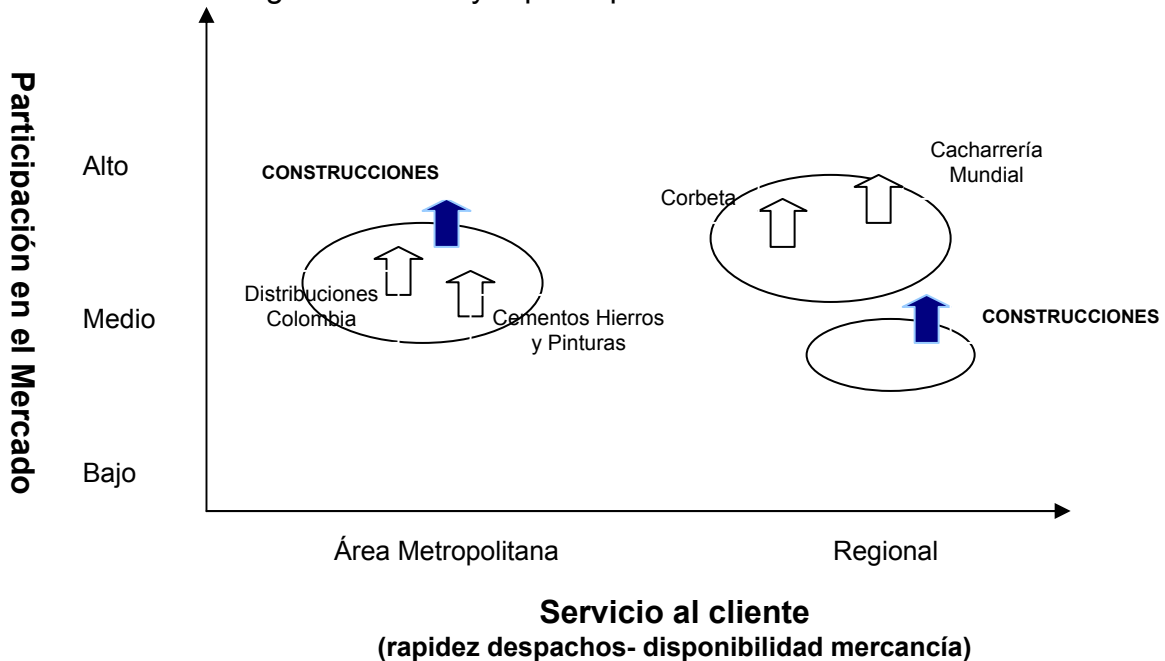 Participación en el Mercado
Alto
Medio
Bajo
CONSTRUCCIONES
Distribuciones
Colombia
Cementos Hierros
y Pinturas
Corbeta
Cacharrería
Mundial
CONSTRUCCIONES
Área Metropolitana
Regional
Servicio al cliente
(rapidez despachos- disponibilidad mercancía)